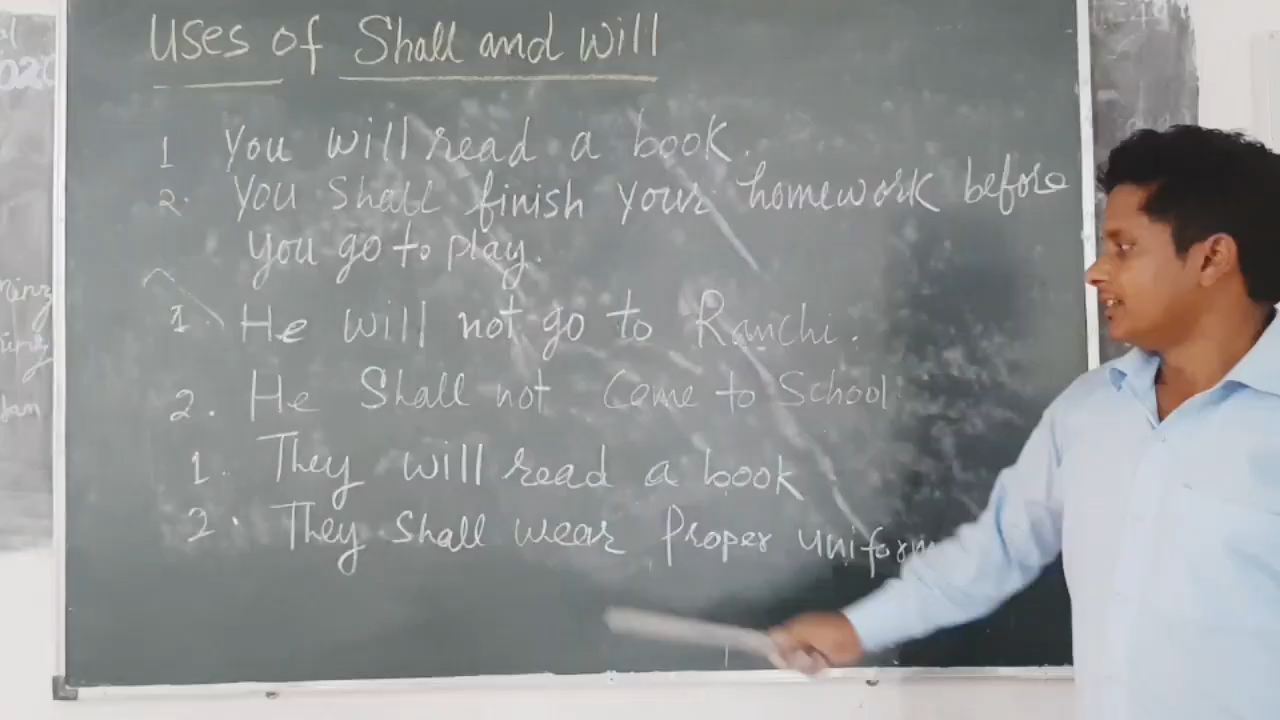 Uses of Shall and will
1 You will read a book.
2. You Shall finish your homework before
you go to play.
1. He will not go to Ranchi.
2. He Shall not Come to School
1. They will read a book
2. They Shall wear Proper uniform